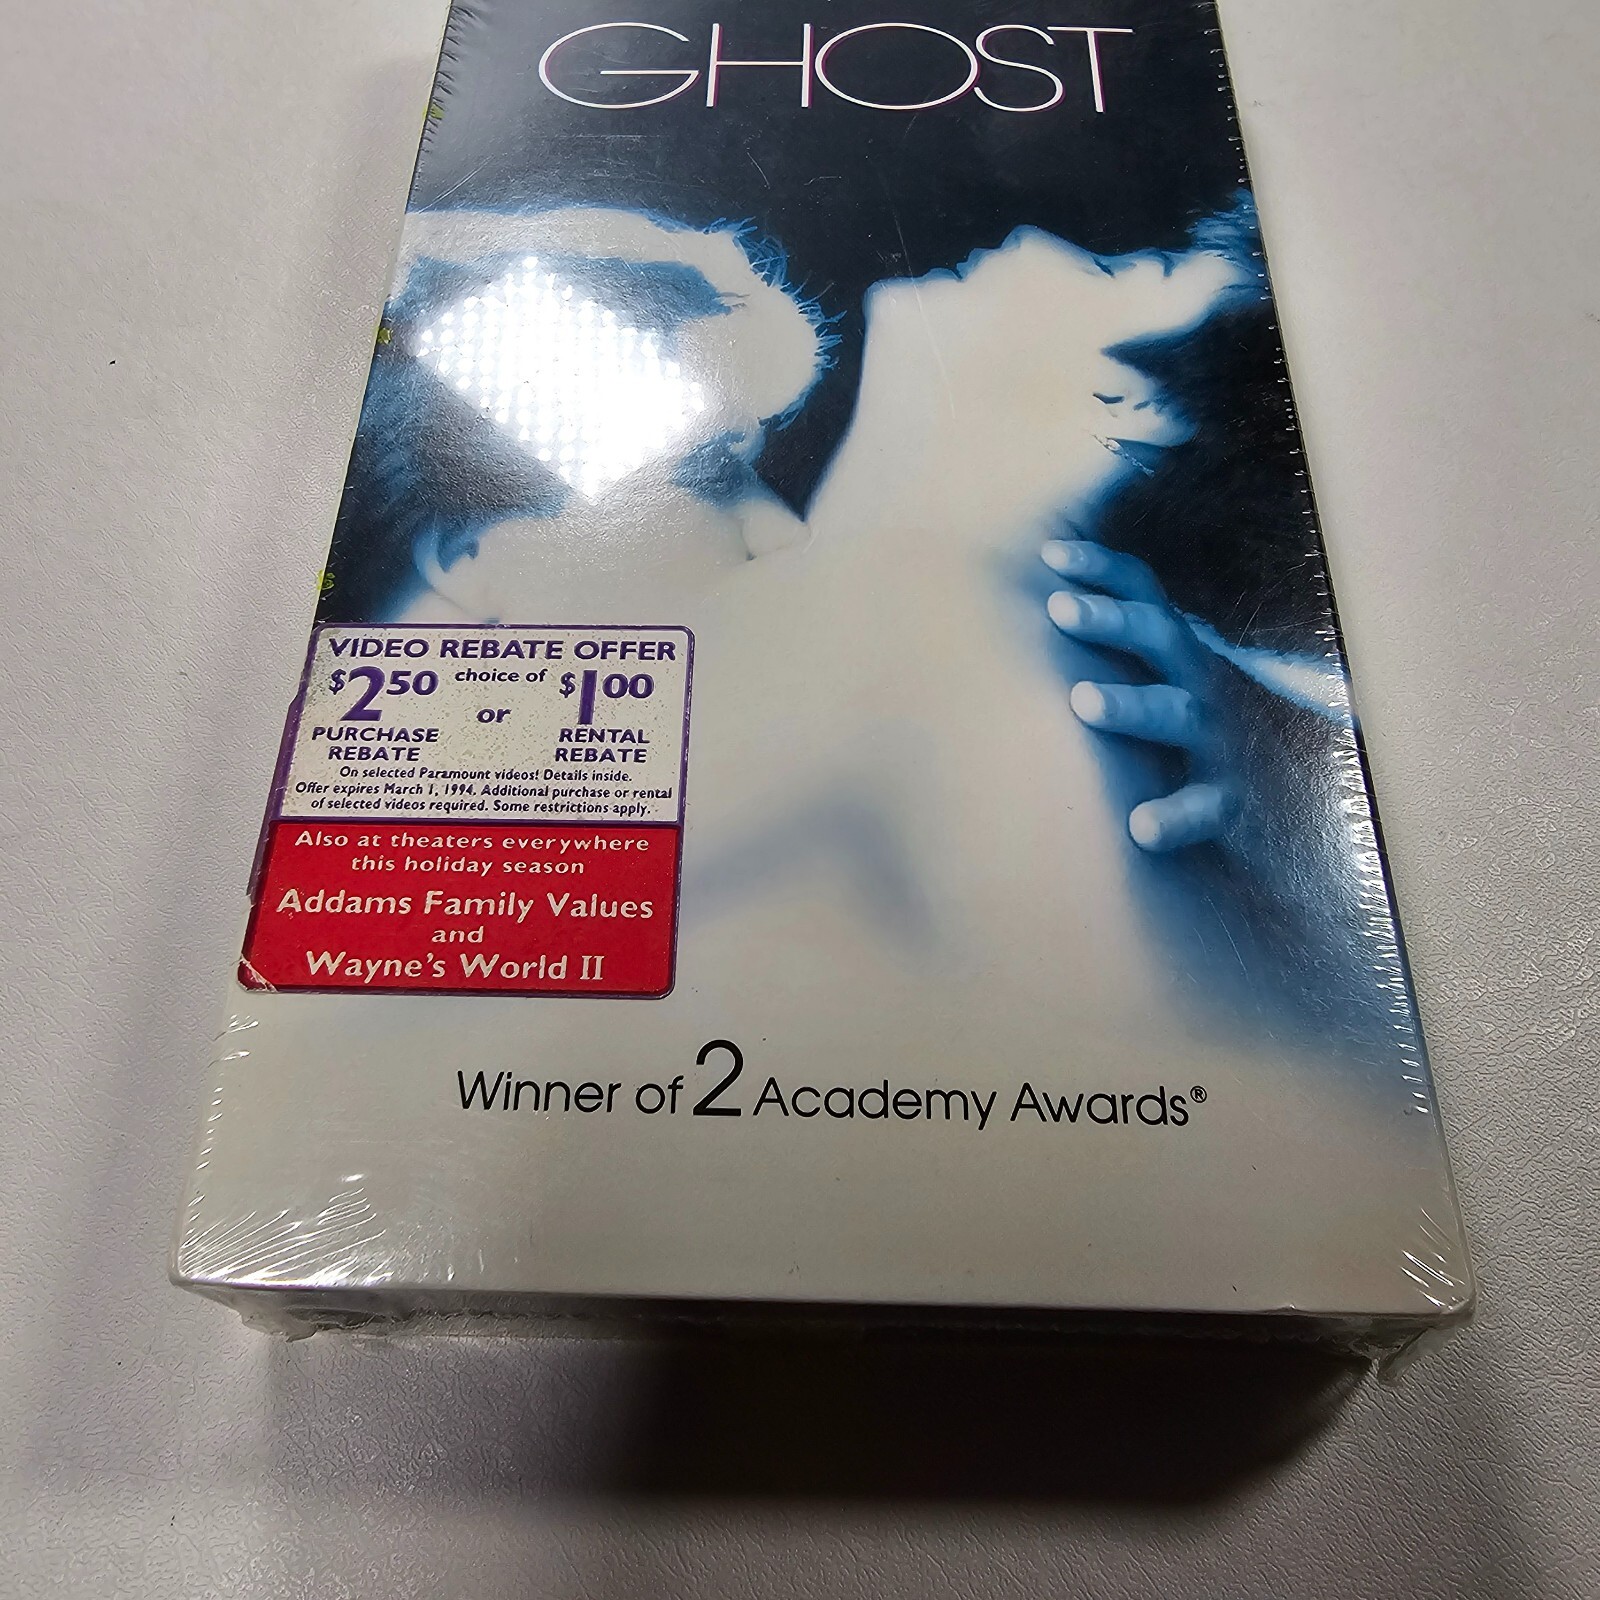 GHOST
VIDEO REBATE OFFER
$2.50 choice of $1.00
or
PURCHASE RENTAL
REBATE REBATE
On selected Paramount videos! Details inside.
Offer expires March 1, 1994. Additional purchase or rental
of selected videos required. Some restrictions apply.
Also at theaters everywhere
this holiday season
Addams Family Values
and
Wayne's World II
Winner of 2 Academy Awards®